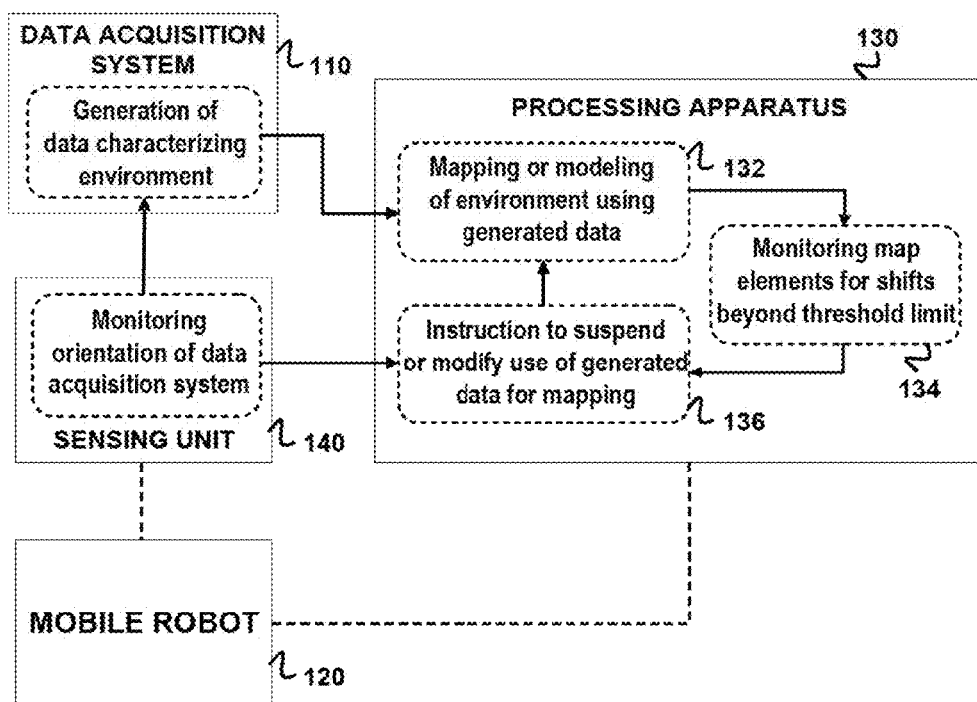 DATA ACQUISITION
SYSTEM
110
Generation of
data characterizing
environment
130
PROCESSING APPARATUS
Mapping or modeling
of environment using
generated data
132
Monitoring map
elements for shifts
beyond threshold limit
134
Monitoring
orientation of data
acquisition system
SENSING UNIT
140
Instruction to suspend
or modify use of generated
data for mapping
136
MOBILE ROBOT
120